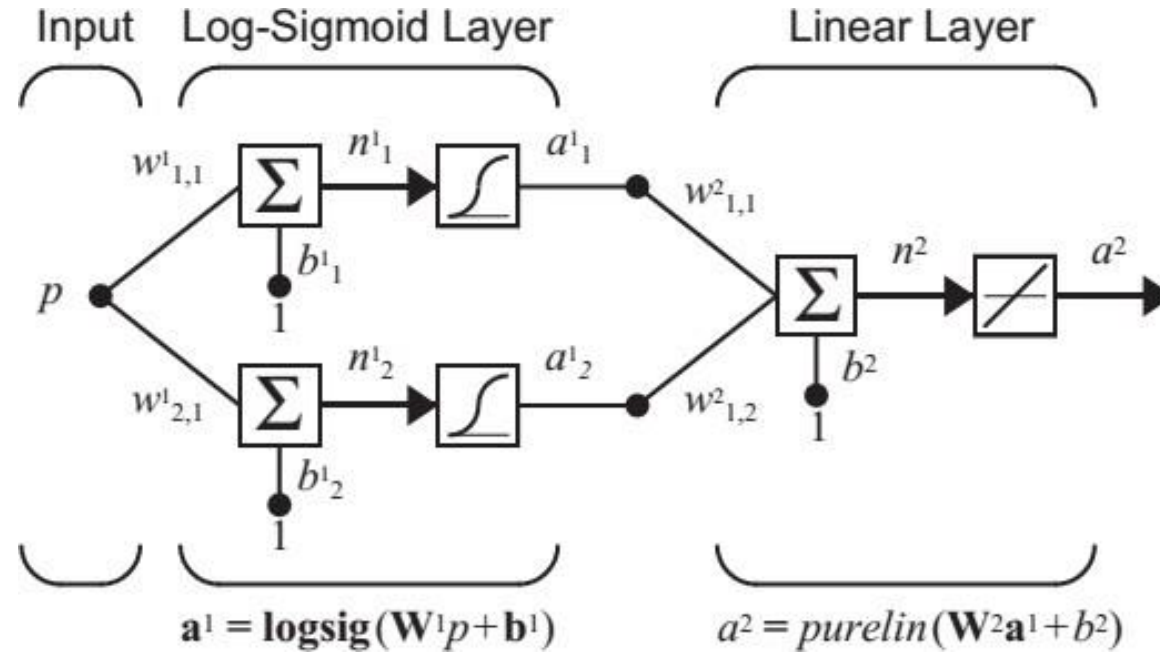 Input Log-Sigmoid Layer Linear Layer
w¹₁,₁ Σ n¹₁ a¹₁ w²₁,₁
b¹₁
1
p Σ n² a²
b²
1
w¹₂,₁ Σ n¹₂ a¹₂ w²₁,₂
b¹₂
1
a¹ = logsig(W¹p+b¹) a² = purelin(W²a¹+b²)